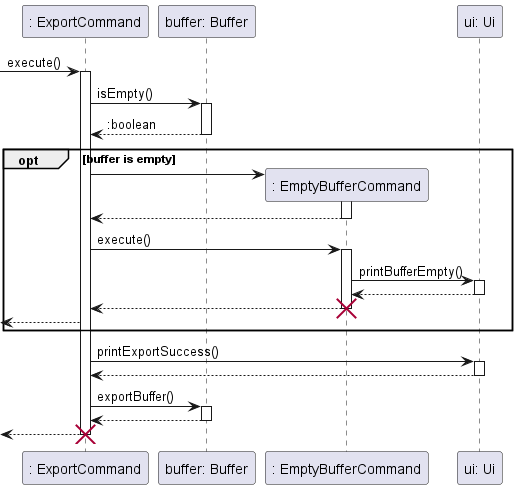 : ExportCommand
buffer: Buffer
ui: Ui
execute()
isEmpty()
:boolean
opt
[buffer is empty]
: EmptyBufferCommand
execute()
printBufferEmpty()
printExportSuccess()
exportBuffer()
: ExportCommand
buffer: Buffer
: EmptyBufferCommand
ui: Ui